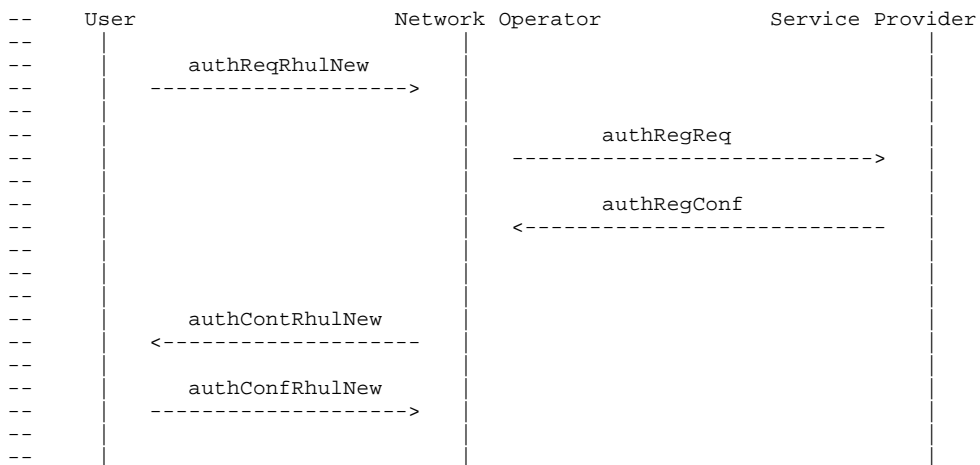 -- User Network Operator Service Provider
-- | | |
-- | authReqRhulNew | |
-- | --------------------> | |
-- | | |
-- | | authRegReq |
-- | | ----------------------------> |
-- | | |
-- | | authRegConf |
-- | | <---------------------------- |
-- | | |
-- | | |
-- | | |
-- | authContRhulNew | |
-- | <--------------------- | |
-- | | |
-- | authConfRhulNew | |
-- | --------------------> | |
-- | | |
-- | | |